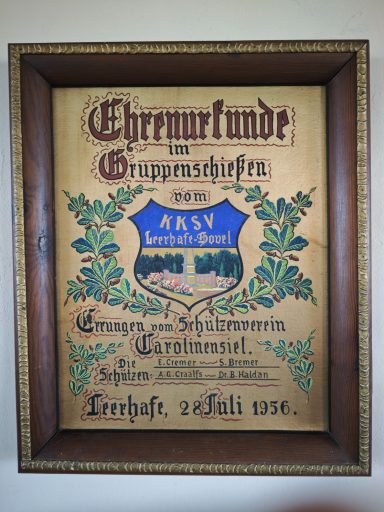 Ehrenurkunde
im
Gruppenschießen
vom
KKSV
Leerhafe-Hovel
Errungen vom Schützenverein
Carolinensiel.
Die Schützen: E. Cremer — S. Bremer
A.G. Craatfs — Dr. B. Haldan
Leerhafe, 28 Juli 1956.